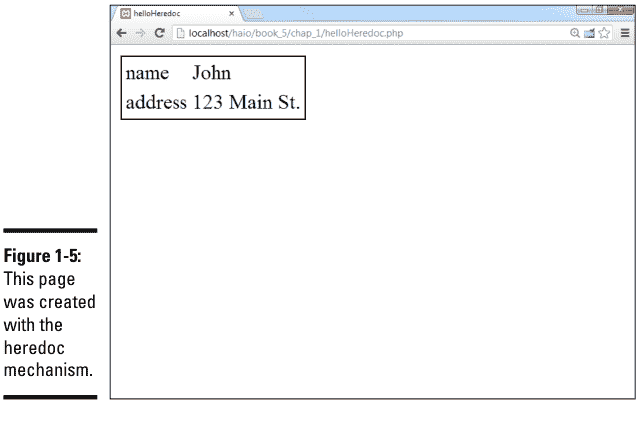 helloHeredoc
localhost/haio/book_5/chap_1/helloHeredoc.php
name John
address 123 Main St.
Figure 1-5:
This page
was created
with the
heredoc
mechanism.